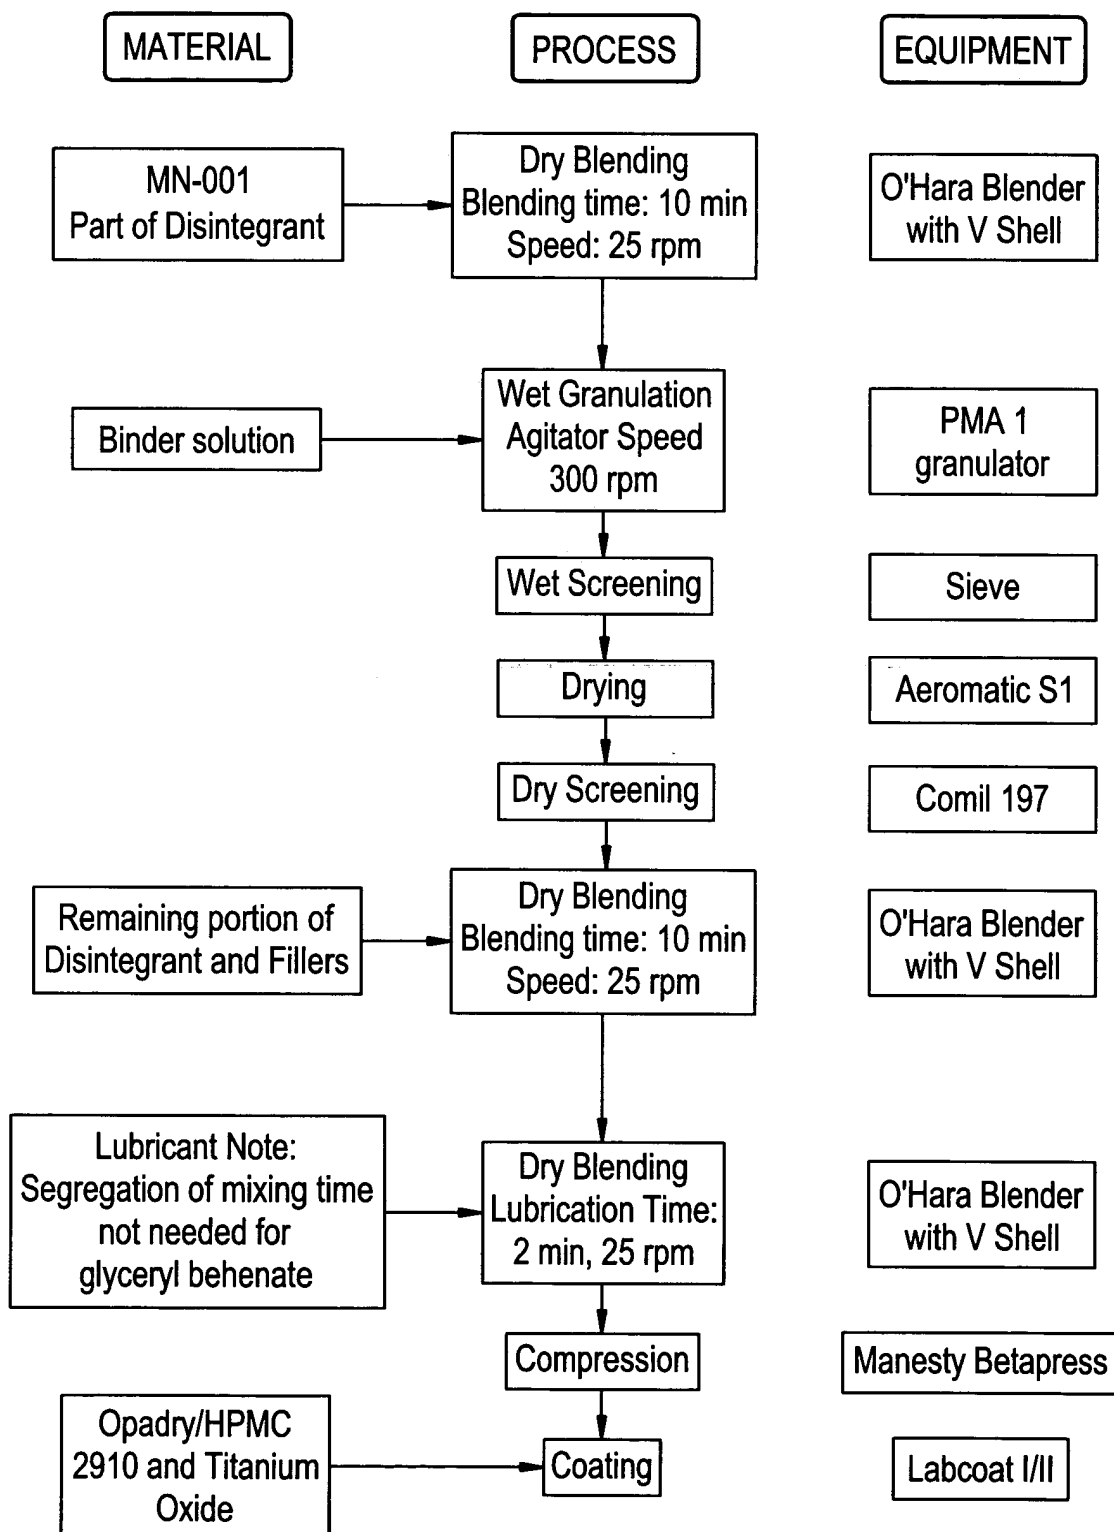 MATERIAL
PROCESS
EQUIPMENT
MN-001
Part of Disintegrant
Dry Blending
Blending time: 10 min
Speed: 25 rpm
O'Hara Blender
with V Shell
Binder solution
Wet Granulation
Agitator Speed
300 rpm
PMA 1
granulator
Wet Screening
Sieve
Drying
Aeromatic S1
Dry Screening
Comil 197
Remaining portion of
Disintegrant and Fillers
Dry Blending
Blending time: 10 min
Speed: 25 rpm
O'Hara Blender
with V Shell
Lubricant Note:
Segregation of mixing time
not needed for
glyceryl behenate
Dry Blending
Lubrication Time:
2 min, 25 rpm
O'Hara Blender
with V Shell
Compression
Manesty Betapress
Opadry/HPMC
2910 and Titanium
Oxide
Coating
Labcoat I/II